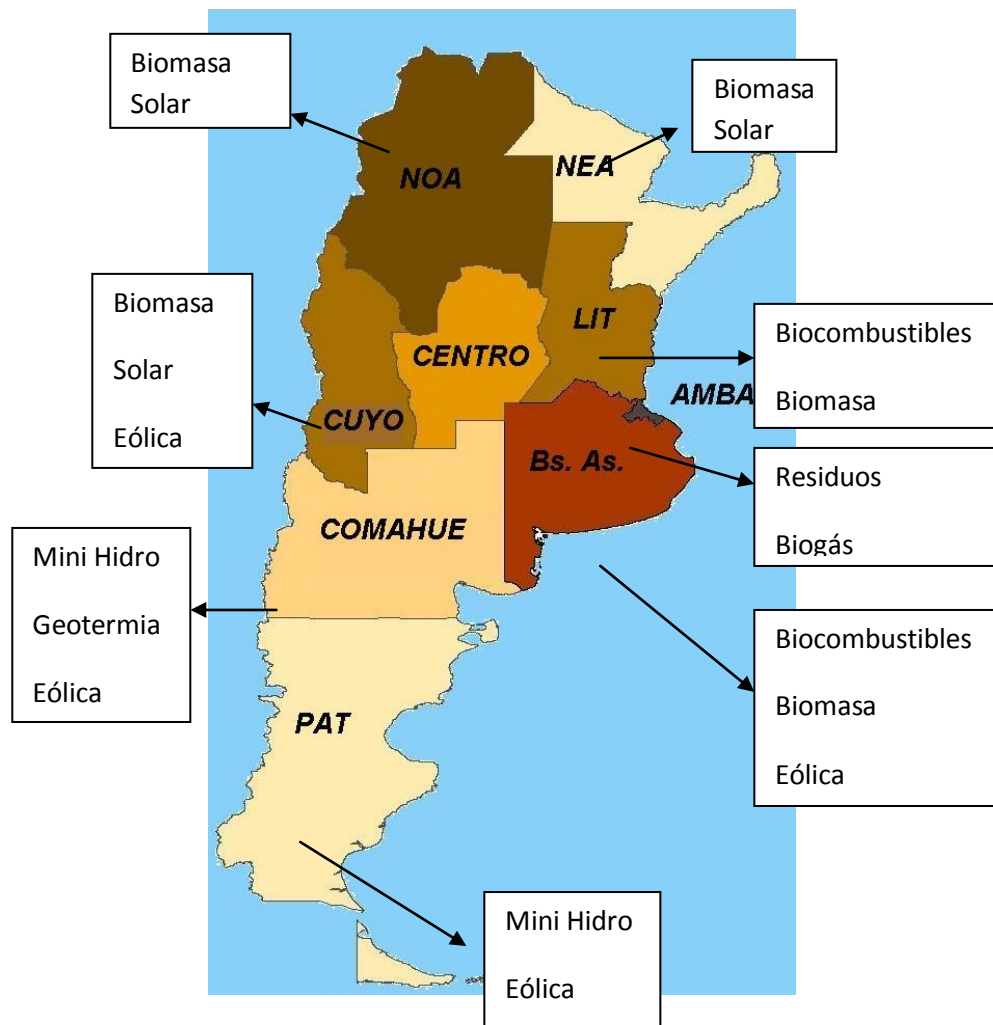 Biomasa
Solar
Biomasa
Solar
NOA
NEA
Biomasa
Solar
Eólica
LIT
CENTRO
Biocombustibles
Biomasa
AMBA
CUYO
Bs. As.
Residuos
Biogás
COMAHUE
Mini Hidro
Geotermia
Eólica
Biocombustibles
Biomasa
Eólica
PAT
Mini Hidro
Eólica